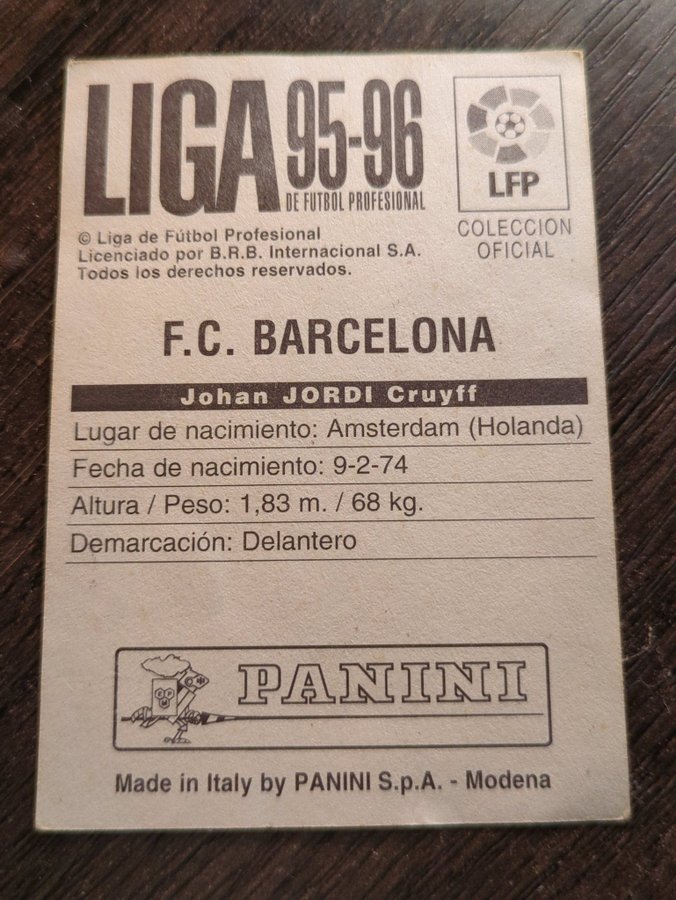 LIGA 95-96
DE FUTBOL PROFESIONAL
LFP
COLECCION
OFICIAL
© Liga de Fútbol Profesional
Licenciado por B.R.B. Internacional S.A.
Todos los derechos reservados.
F.C. BARCELONA
Johan JORDI Cruyff
Lugar de nacimiento: Amsterdam (Holanda)
Fecha de nacimiento: 9-2-74
Altura / Peso: 1,83 m. / 68 kg.
Demarcación: Delantero
PANINI
Made in Italy by PANINI S.p.A. - Modena